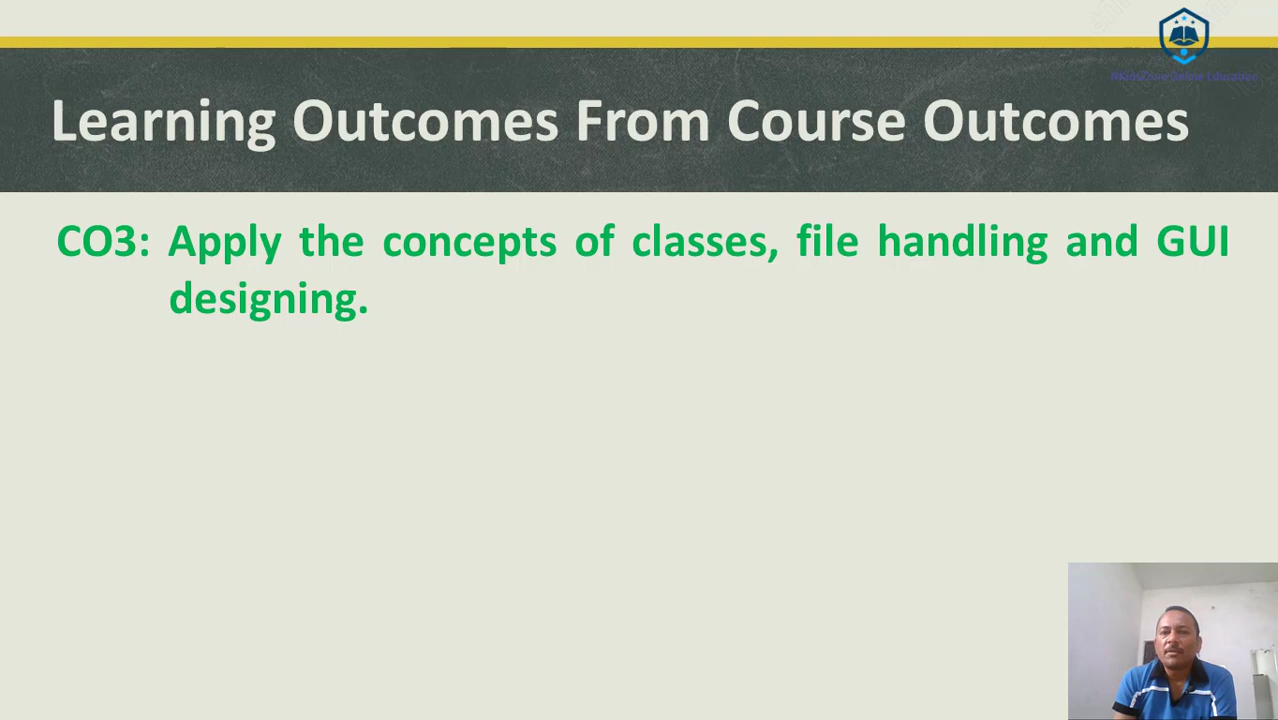 Learning Outcomes From Course Outcomes
CO3: Apply the concepts of classes, file handling and GUI
designing.